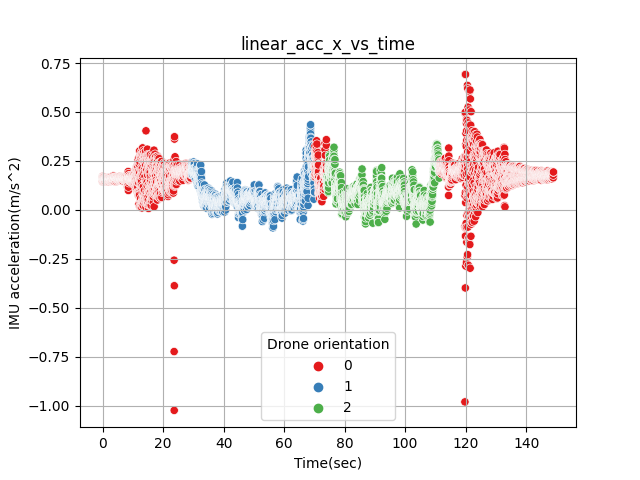 linear_acc_x_vs_time
0.75
0.50
0.25
0.00
−0.25
−0.50
−0.75
−1.00
IMU acceleration(m/s^2)
Drone orientation
0
1
2
0 20 40 60 80 100 120 140
Time(sec)